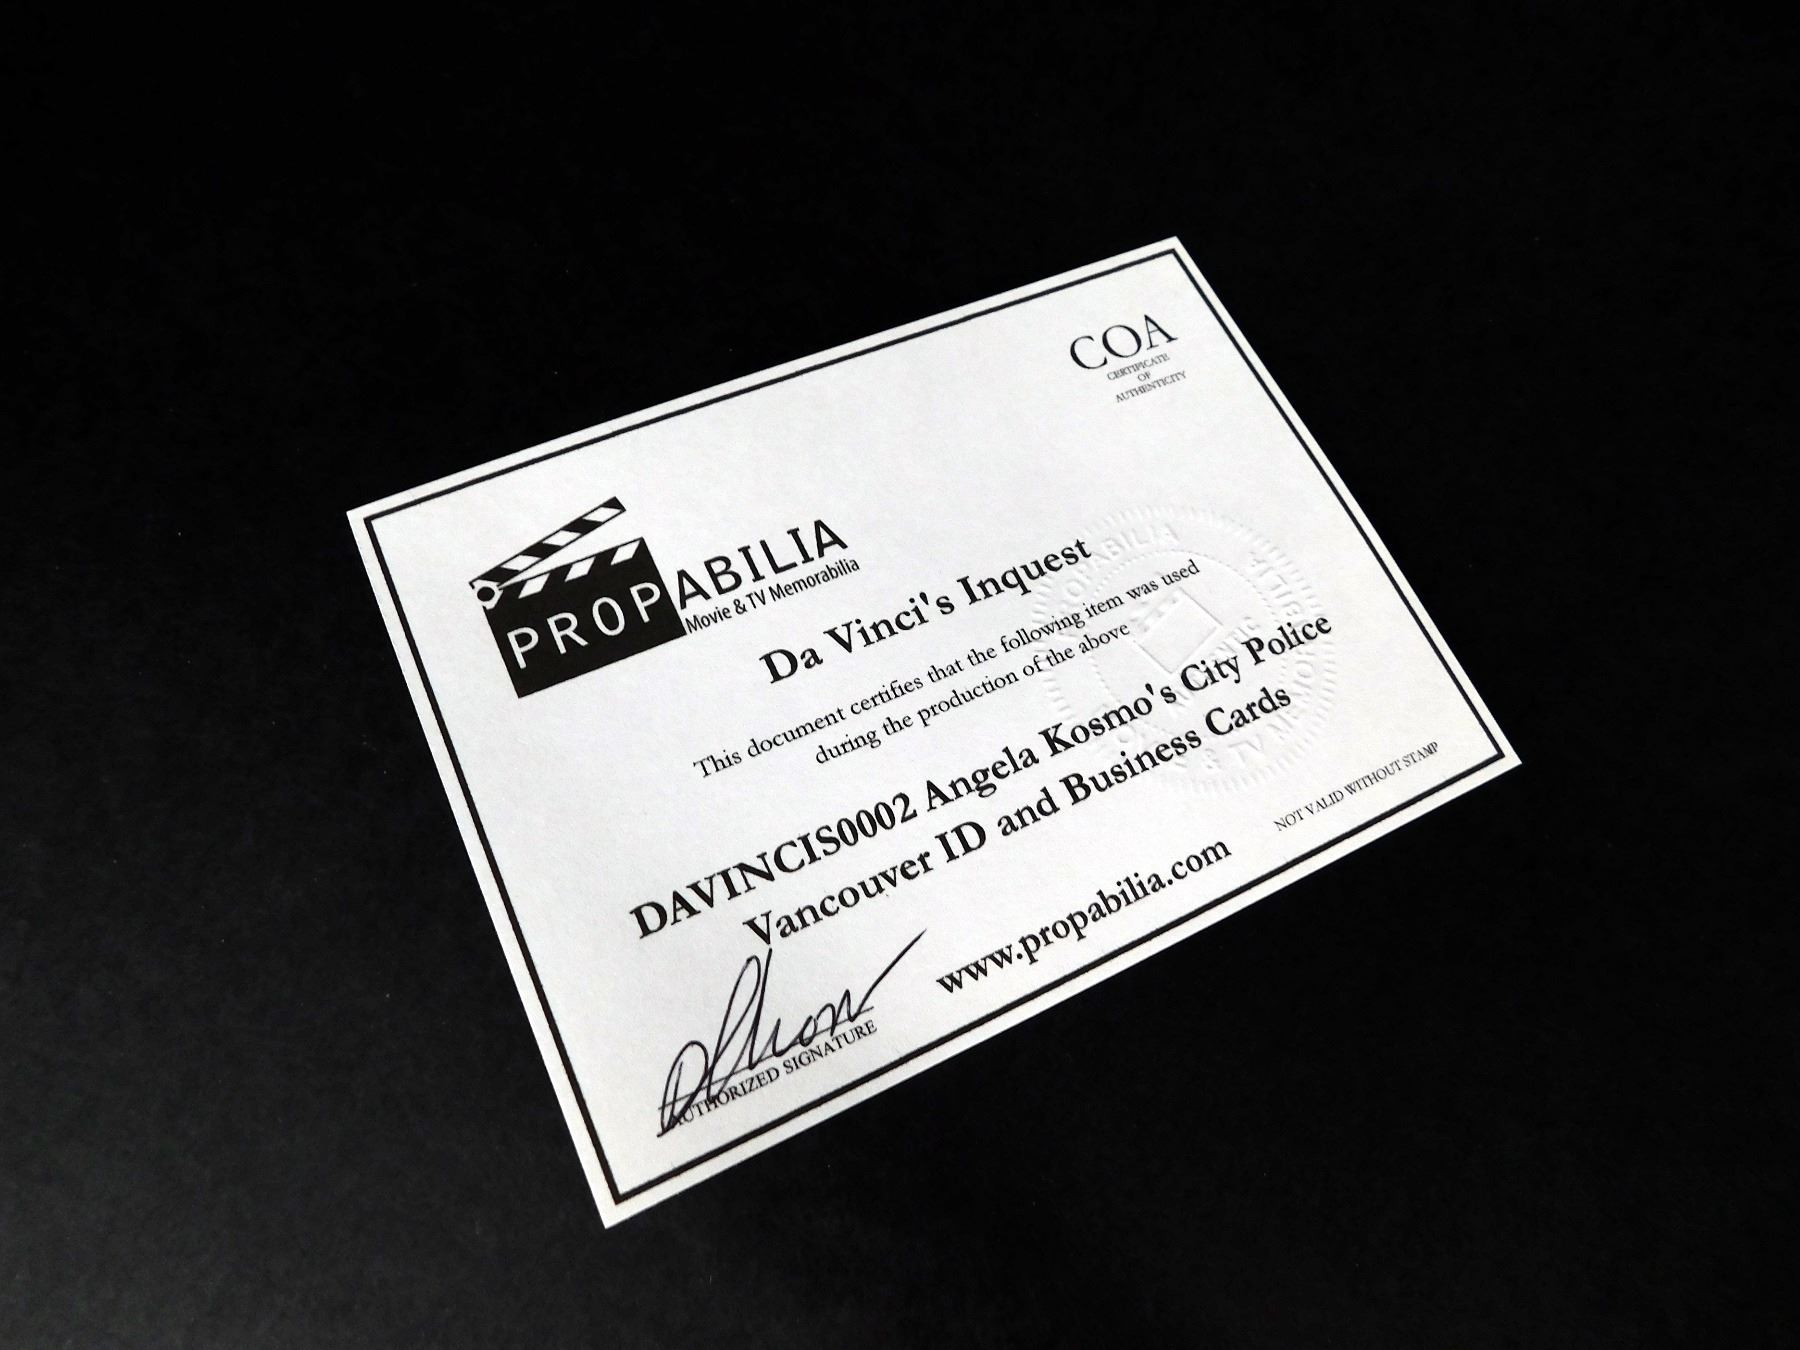 COA
CERTIFICATE
OF
AUTHENTICITY
PROPABILIA
Movie & TV Memorabilia
Da Vinci's Inquest
This document certifies that the following item was used
during the production of the above
DAVINCIS0002 Angela Kosmo's City Police
Vancouver ID and Business Cards
www.propabilia.com
NOT VALID WITHOUT STAMP
AUTHORIZED SIGNATURE